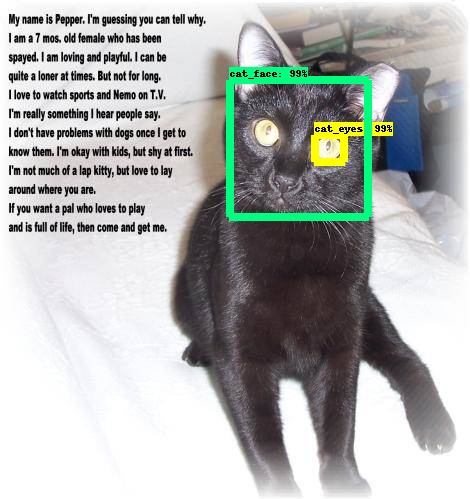 My name is Pepper. I'm guessing you can tell why.
I am a 7 mos. old female who has been
spayed. I am loving and playful. I can be
quite a loner at times. But not for long.
I love to watch sports and Nemo on T.V.
I'm really something I hear people say.
I don't have problems with dogs once I get to
know them. I'm okay with kids, but shy at first.
I'm not much of a lap kitty, but love to lay
around where you are.
If you want a pal who loves to play
and is full of life, then come and get me.
cat_face: 99%
cat_eyes: 99%